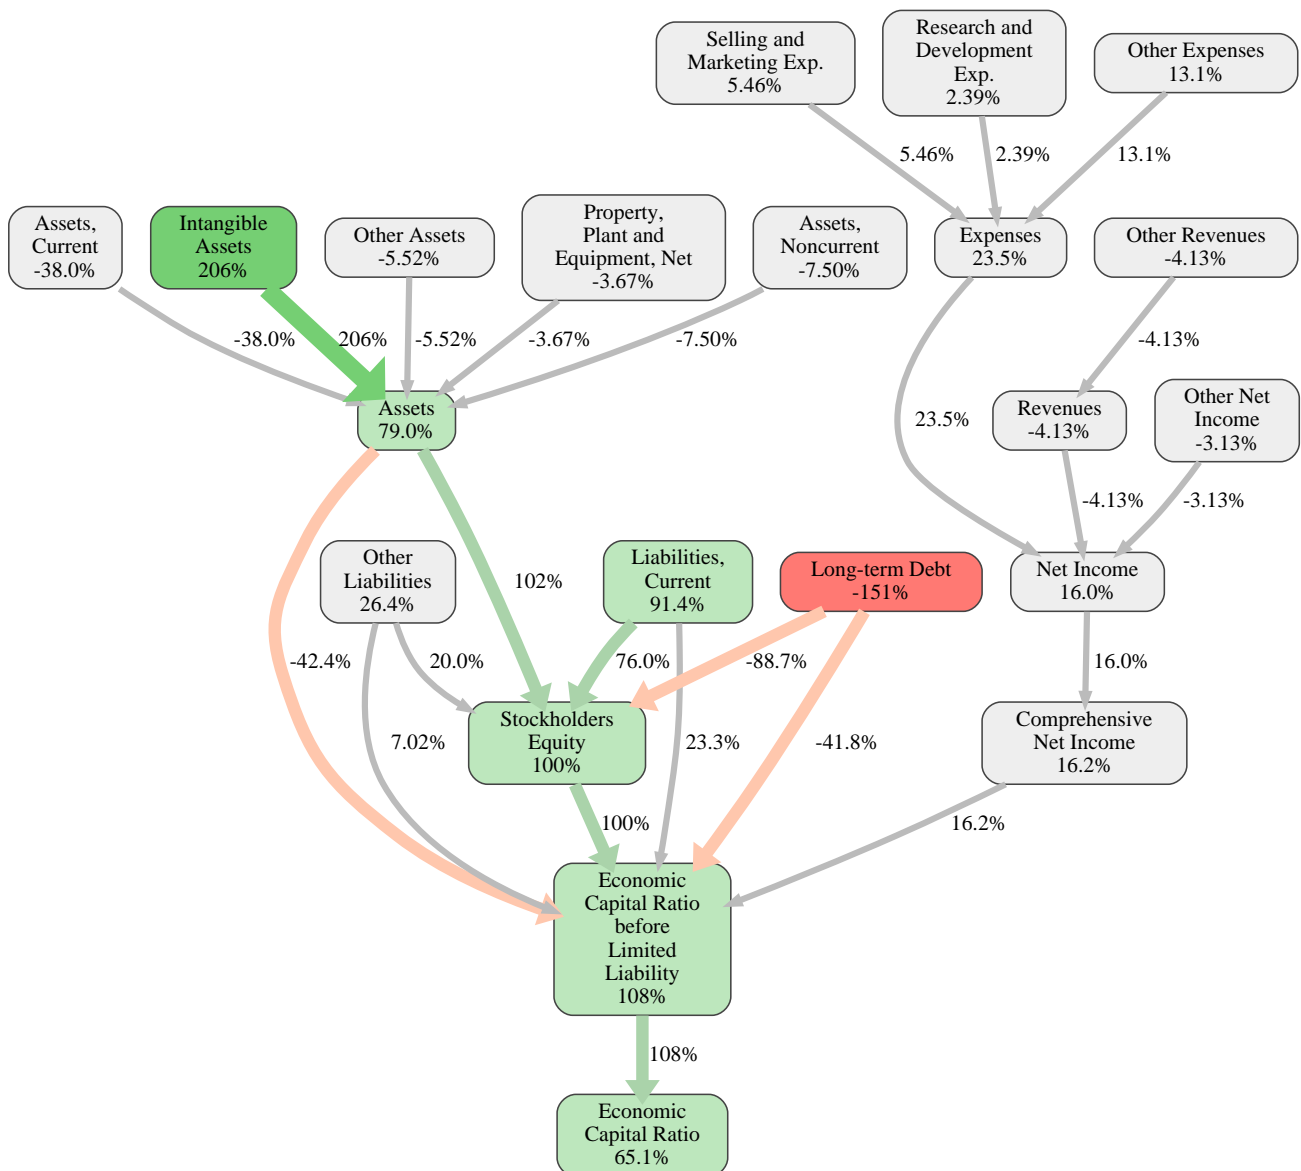 Selling and
Marketing Exp.
5.46%
Research and
Development
Exp.
2.39%
Other Expenses
13.1%
5.46%
2.39%
13.1%
Assets,
Current
-38.0%
Intangible
Assets
206%
Other Assets
-5.52%
Property,
Plant and
Equipment, Net
-3.67%
Assets,
Noncurrent
-7.50%
Expenses
23.5%
Other Revenues
-4.13%
-38.0%
206%
-5.52%
-3.67%
-7.50%
-4.13%
Assets
79.0%
23.5%
Revenues
-4.13%
Other Net
Income
-3.13%
-4.13%
-3.13%
Other
Liabilities
26.4%
102%
Liabilities,
Current
91.4%
Long-term Debt
-151%
Net Income
16.0%
-42.4%
20.0%
76.0%
-88.7%
16.0%
Stockholders
Equity
100%
7.02%
23.3%
-41.8%
Comprehensive
Net Income
16.2%
100%
16.2%
Economic
Capital Ratio
before
Limited
Liability
108%
108%
Economic
Capital Ratio
65.1%